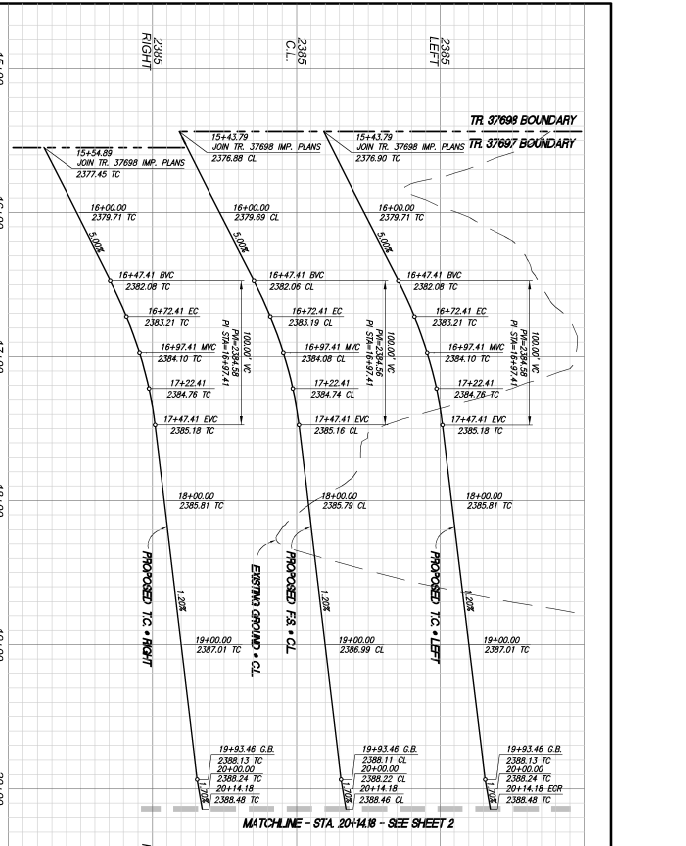 2385
RIGHT
2385
C.L.
2385
LEFT
TR. 37698 BOUNDARY
TR. 37697 BOUNDARY
15+54.89
JOIN TR. 37698 IMP. PLANS
2377.45 TC
16+00.00
2379.71 TC
5.00%
16+47.41 BVC
2382.08 TC
16+72.41 EC
2383.21 TC
16+97.41 MVC
2384.10 TC
17+22.41
2384.76 TC
17+47.41 EVC
2385.18 TC
100.00' VC
PVI=2384.58
PI STA=16+97.41
18+00.00
2385.81 TC
PROPOSED T.C. • RIGHT
1.20%
19+00.00
2387.01 TC
19+93.46 G.B.
2388.13 TC
20+00.00
2388.24 TC
20+14.18
2388.48 TC
1.70%
15+43.79
JOIN TR. 37698 IMP. PLANS
2376.88 CL
16+00.00
2379.69 CL
5.00%
16+47.41 BVC
2382.06 CL
16+72.41 EC
2383.19 CL
16+97.41 MVC
2384.08 CL
17+22.41
2384.74 CL
17+47.41 EVC
2385.16 CL
100.00' VC
PVI=2384.56
PI STA=16+97.41
18+00.00
2385.79 CL
EXISTING GROUND • C.L.
PROPOSED F.S. • C.L.
1.20%
19+00.00
2386.99 CL
19+93.46 G.B.
2388.11 CL
20+00.00
2388.22 CL
20+14.18
2388.46 CL
1.70%
15+43.79
JOIN TR. 37698 IMP. PLANS
2376.90 TC
16+00.00
2379.71 TC
5.00%
16+47.41 BVC
2382.08 TC
16+72.41 EC
2383.21 TC
16+97.41 MVC
2384.10 TC
17+22.41
2384.76 TC
17+47.41 EVC
2385.18 TC
100.00' VC
PVI=2384.58
PI STA=16+97.41
18+00.00
2385.81 TC
PROPOSED T.C. • LEFT
1.20%
19+00.00
2387.01 TC
19+93.46 G.B.
2388.13 TC
20+00.00
2388.24 TC
20+14.18 ECR
2388.48 TC
1.70%
MATCHLINE - STA. 20+14.18 - SEE SHEET 2